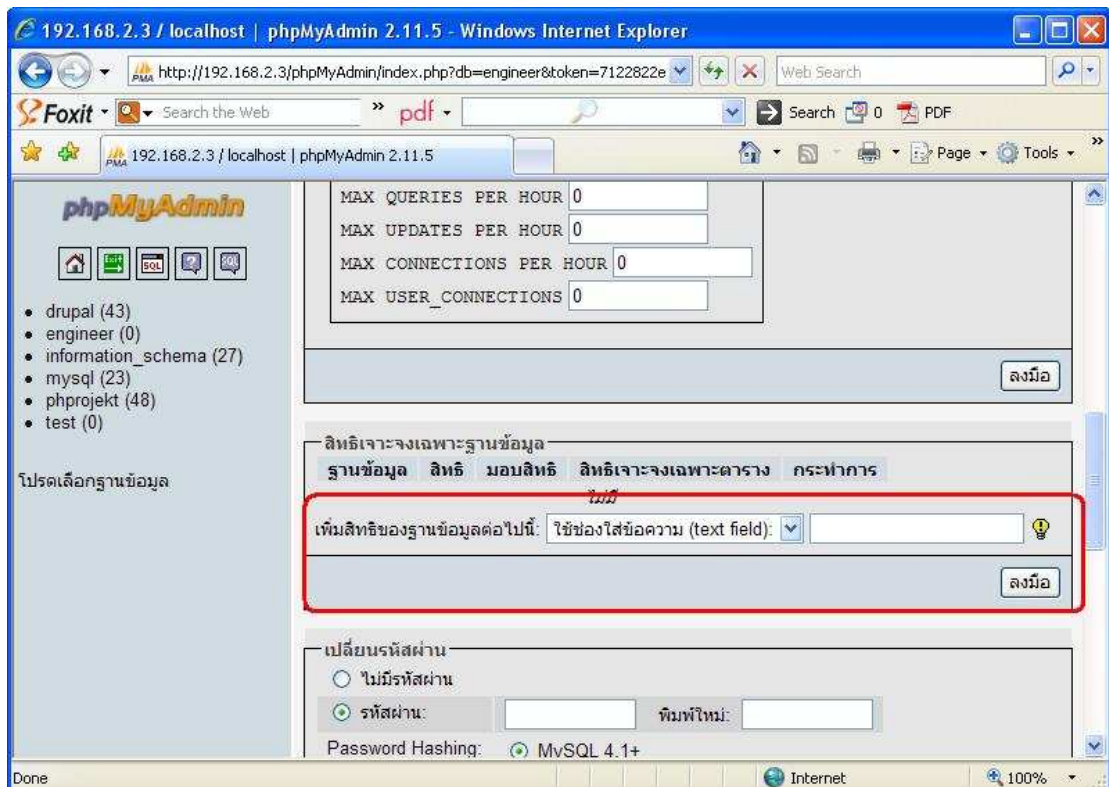 192.168.2.3 / localhost | phpMyAdmin 2.11.5 - Windows Internet Explorer
PMA http://192.168.2.3/phpMyAdmin/index.php?db=engineer&token=7122822e Web Search
Foxit Search the Web » pdf Search 0 PDF
PMA 192.168.2.3 / localhost | phpMyAdmin 2.11.5 Page Tools »
phpMyAdmin
Exit SQL SQL
drupal (43)
engineer (0)
information_schema (27)
mysql (23)
phprojekt (48)
test (0)
โปรดเลือกฐานข้อมูล
MAX QUERIES PER HOUR 0
MAX UPDATES PER HOUR 0
MAX CONNECTIONS PER HOUR 0
MAX USER_CONNECTIONS 0
ลงมือ
สิทธิเจาะจงเฉพาะฐานข้อมูล
ฐานข้อมูล สิทธิ มอบสิทธิ สิทธิเจาะจงเฉพาะตาราง กระทำการ
ไม่มี
เพิ่มสิทธิของฐานข้อมูลต่อไปนี้: ใช้ช่องใส่ข้อความ (text field):
ลงมือ
เปลี่ยนรหัสผ่าน
ไม่มีรหัสผ่าน
รหัสผ่าน: พิมพ์ใหม่:
Password Hashing: MySQL 4.1+
Done Internet 100%